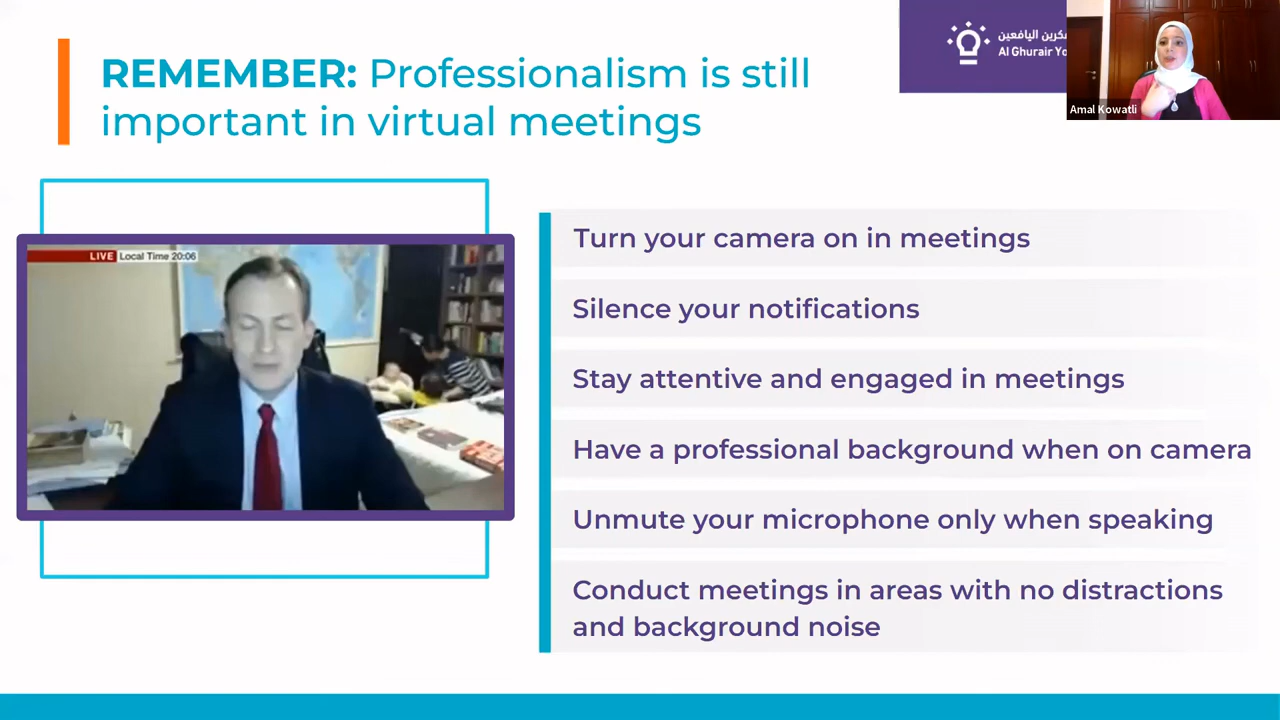 REMEMBER: Professionalism is still
important in virtual meetings
اليافعين
Al Ghurair
Amal Kowatli
LIVE Local Time 20:06
Turn your camera on in meetings
Silence your notifications
Stay attentive and engaged in meetings
Have a professional background when on camera
Unmute your microphone only when speaking
Conduct meetings in areas with no distractions
and background noise